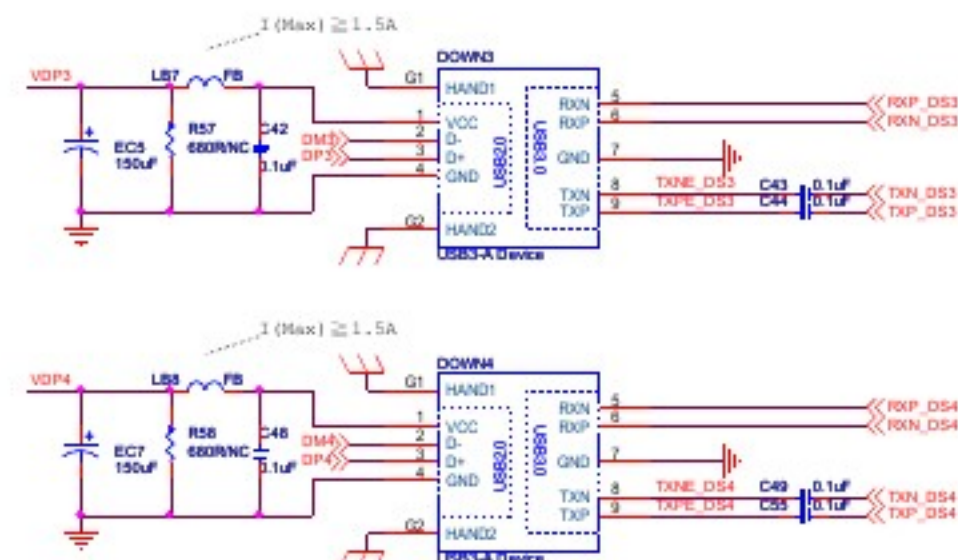 I(Max)≧1.5A
DOWN3
VDP3 LB7 FB G1 HAND1
RXN 5 RXP_DS3
1 VCC RXP 6 RXN_DS3
EC5 150uF R57 680R/NC C42 0.1uF
DM3 2 D-
DP3 3 D+ GND 7
4 GND USB2.0 USB3.0
TXN 8 TXNE_DS3 C43 0.1uF TXN_DS3
TXP 9 TXPE_DS3 C44 0.1uF TXP_DS3
G2 HAND2
USB3-A Device
I(Max)≧1.5A
DOWN4
VDP4 LB8 FB G1 HAND1
RXN 5 RXP_DS4
1 VCC RXP 6 RXN_DS4
EC7 150uF R58 680R/NC C48 0.1uF
DM4 2 D-
DP4 3 D+ GND 7
4 GND USB2.0 USB3.0
TXN 8 TXNE_DS4 C49 0.1uF TXN_DS4
TXP 9 TXPE_DS4 C55 0.1uF TXP_DS4
G2 HAND2
USB3-A Device